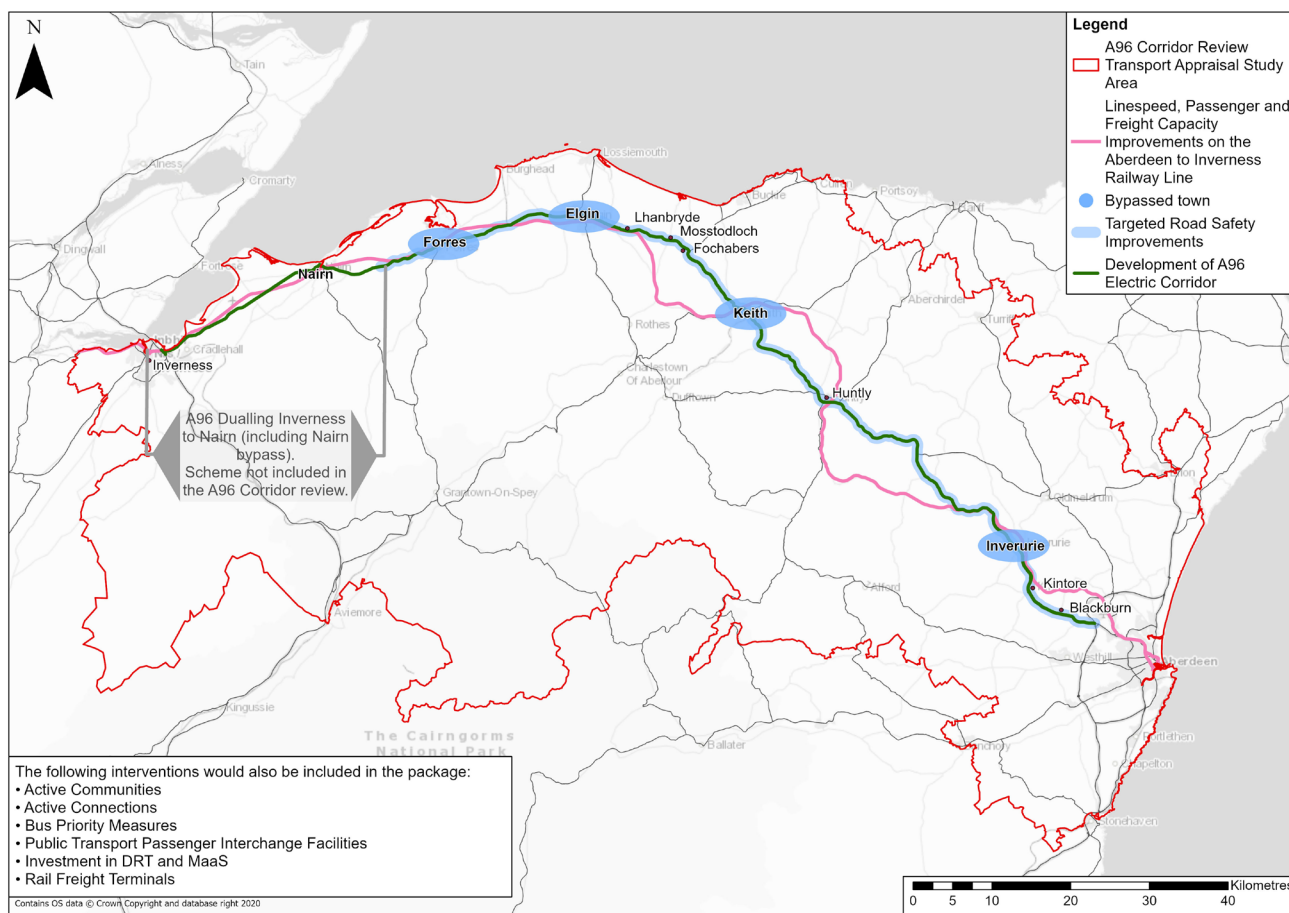 N
Legend
A96 Corridor Review
Transport Appraisal Study
Area
Linespeed, Passenger and
Freight Capacity
Improvements on the
Aberdeen to Inverness
Railway Line
Bypassed town
Targeted Road Safety
Improvements
Development of A96
Electric Corridor
Tain
Alness
Cromarty
Dingwall
Fortrose
Lossiemouth
Burghead
Elgin
Lhanbryde
Mosstodloch
Fochabers
Buckie
Cullen
Portsoy
Banff
Forres
Nairn
Keith
Aberchirder
Turriff
Rothes
Cradlehall
Inverness
Charlestown
Of Aberlour
Dufftown
Huntly
A96 Dualling Inverness
to Nairn (including Nairn
bypass).
Scheme not included in
the A96 Corridor review.
Grantown-On-Spey
Oldmeldrum
Ellon
Inverurie
Alford
Kintore
Blackburn
Aviemore
Westhill
Aberdeen
Kingussie
The Cairngorms
National Park
Ballater
Banchory
Portlethen
Chapelton
Stonehaven
The following interventions would also be included in the package:
• Active Communities
• Active Connections
• Bus Priority Measures
• Public Transport Passenger Interchange Facilities
• Investment in DRT and MaaS
• Rail Freight Terminals
Contains OS data © Crown Copyright and database right 2020
Kilometres
0 5 10 20 30 40